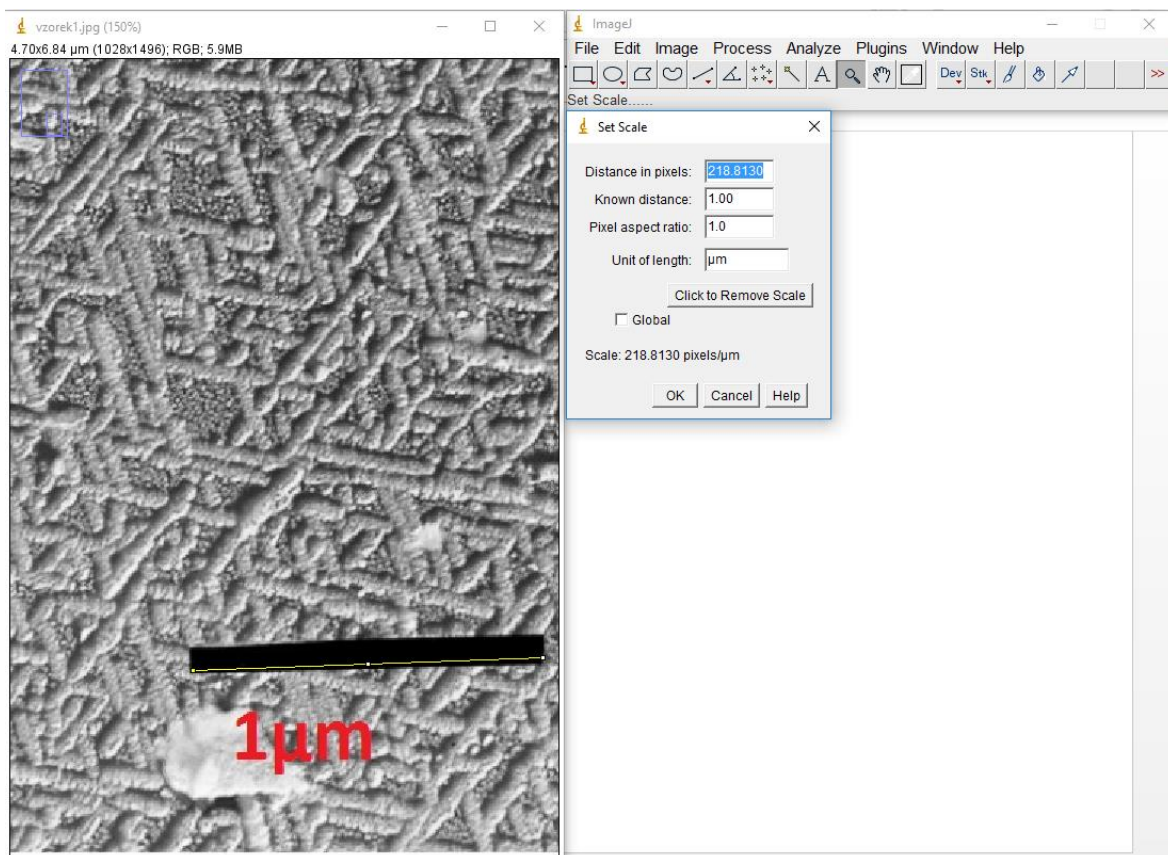 vzorek1.jpg (150%)
4.70x6.84 µm (1028x1496); RGB; 5.9MB
1µm
ImageJ
File Edit Image Process Analyze Plugins Window Help
A Dev Stk >>
Set Scale......
Set Scale
Distance in pixels: 218.8130
Known distance: 1.00
Pixel aspect ratio: 1.0
Unit of length: µm
Click to Remove Scale
Global
Scale: 218.8130 pixels/µm
OK Cancel Help